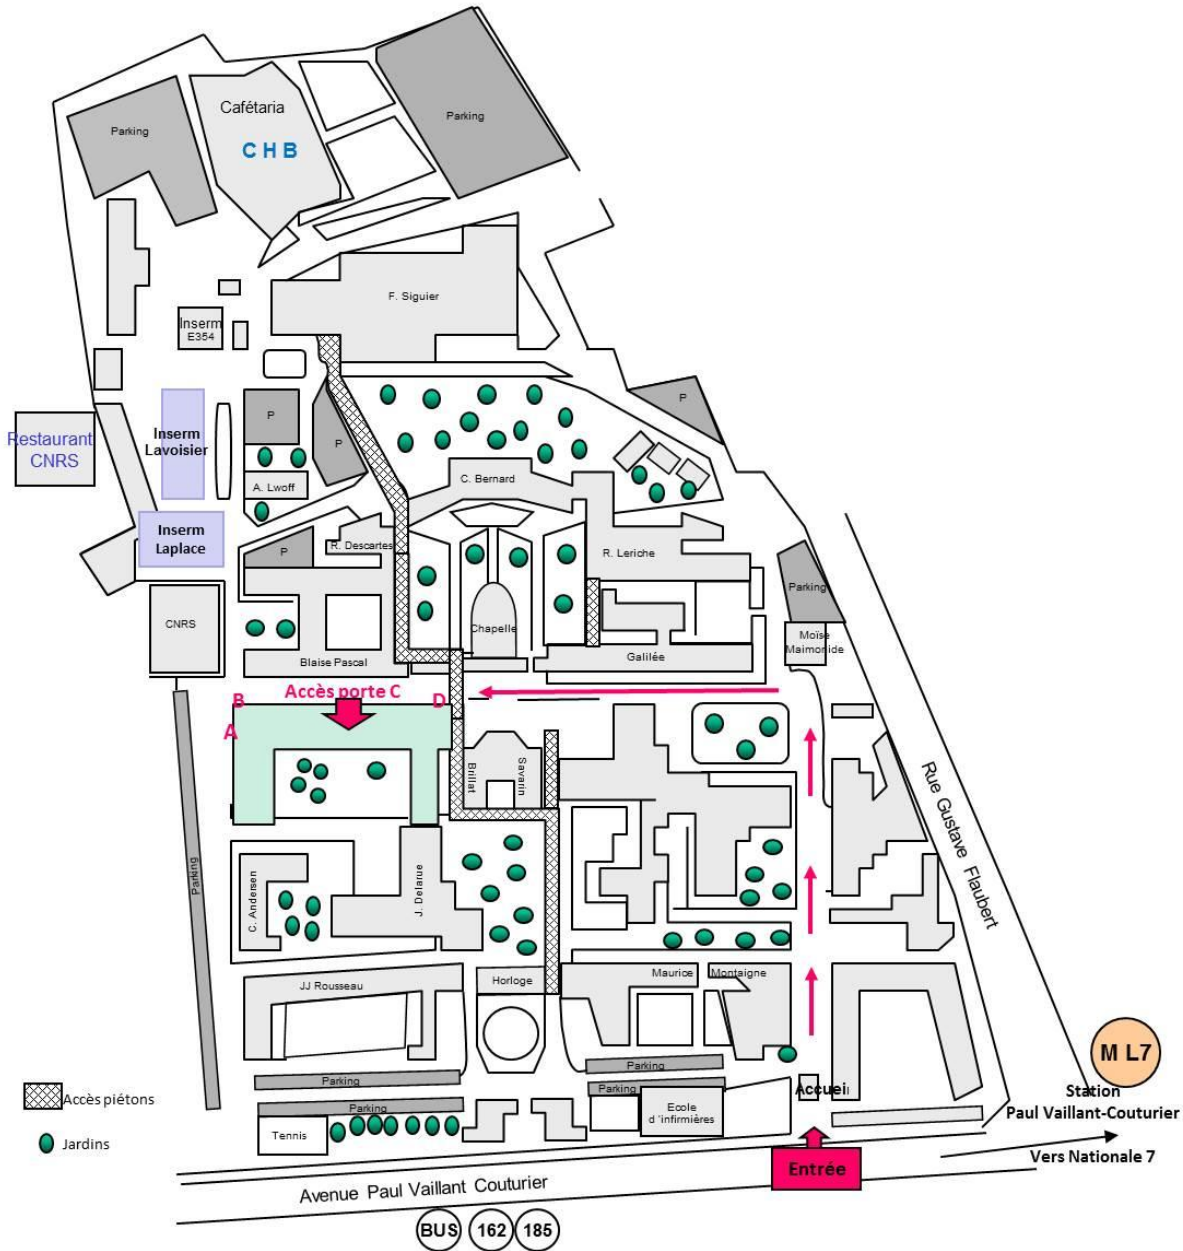 Cafétaria
C H B
Parking
Parking
F. Siguier
Inserm
E354
P
P
P
Restaurant
CNRS
Inserm
Lavoisier
A. Lwoff
C. Bernard
Inserm
Laplace
P
R. Descartes
R. Leriche
Parking
CNRS
Chapelle
Moïse
Maimonide
Blaise Pascal
Galilée
Accès porte C
B
D
A
Brillat
Savarin
Rue Gustave Flaubert
Parking
C. Andersen
J. Delarue
JJ Rousseau
Horloge
Maurice
Montaigne
M L7
Station
Paul Vaillant-Couturier
Vers Nationale 7
Parking
Parking
Parking
Parking
Accueil
Accès piétons
Jardins
Tennis
Ecole
d 'infirmières
Entrée
Avenue Paul Vaillant Couturier
BUS
162
185